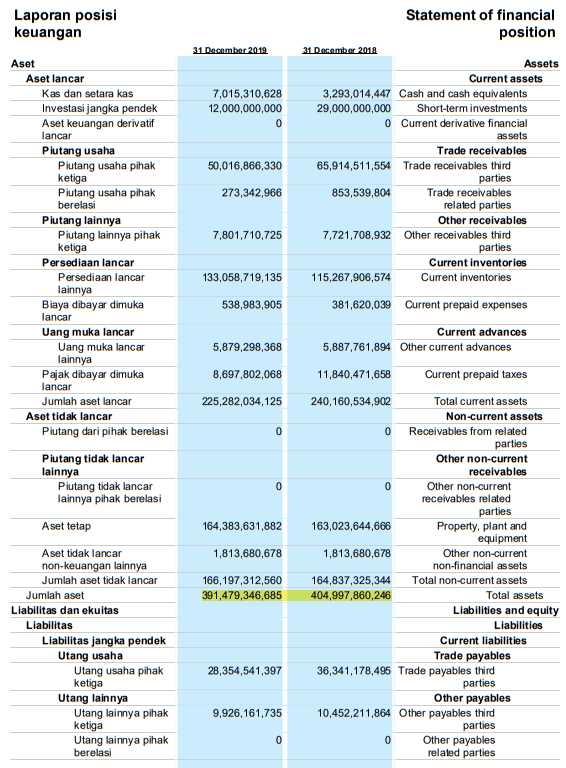 Laporan posisi Statement of financial
keuangan position
31 December 2019 31 December 2018
Aset Assets
Aset lancar Current assets
Kas dan setara kas 7,015,310,628 3,293,014,447 Cash and cash equivalents
Investasi jangka pendek 12,000,000,000 29,000,000,000 Short-term investments
Aset keuangan derivatif 0 0 Current derivative financial
lancar assets
Piutang usaha Trade receivables
Piutang usaha pihak 50,016,866,330 65,914,511,554 Trade receivables third
ketiga parties
Piutang usaha pihak 273,342,966 853,539,804 Trade receivables
berelasi related parties
Piutang lainnya Other receivables
Piutang lainnya pihak 7,801,710,725 7,721,708,932 Other receivables third
ketiga parties
Persediaan lancar Current inventories
Persediaan lancar 133,058,719,135 115,267,906,574 Current inventories
lainnya
Biaya dibayar dimuka 538,983,905 381,620,039 Current prepaid expenses
lancar
Uang muka lancar Current advances
Uang muka lancar 5,879,298,368 5,887,761,894 Other current advances
lainnya
Pajak dibayar dimuka 8,697,802,068 11,840,471,658 Current prepaid taxes
lancar
Jumlah aset lancar 225,282,034,125 240,160,534,902 Total current assets
Aset tidak lancar Non-current assets
Piutang dari pihak berelasi 0 0 Receivables from related
parties
Piutang tidak lancar Other non-current
lainnya receivables
Piutang tidak lancar 0 0 Other non-current
lainnya pihak berelasi receivables related
parties
Aset tetap 164,383,631,882 163,023,644,666 Property, plant and
equipment
Aset tidak lancar 1,813,680,678 1,813,680,678 Other non-current
non-keuangan lainnya non-financial assets
Jumlah aset tidak lancar 166,197,312,560 164,837,325,344 Total non-current assets
Jumlah aset 391,479,346,685 404,997,860,246 Total assets
Liabilitas dan ekuitas Liabilities and equity
Liabilitas Liabilities
Liabilitas jangka pendek Current liabilities
Utang usaha Trade payables
Utang usaha pihak 28,354,541,397 36,341,178,495 Trade payables third
ketiga parties
Utang lainnya Other payables
Utang lainnya pihak 9,926,161,735 10,452,211,864 Other payables third
ketiga parties
Utang lainnya pihak 0 0 Other payables
berelasi related parties